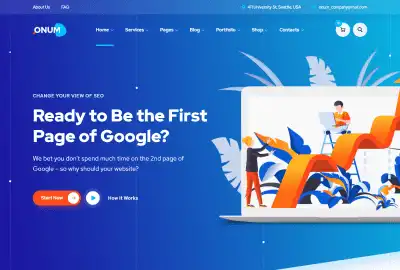 About Us FAQ 411 University St, Seattle, USA onum_company@mail.com
ONUM Home Services Pages Blog Portfolio Shop Contacts
CHANGE YOUR VIEW OF SEO
Ready to Be the First
Page of Google?
We bet you don't spend much time on the 2nd page of
Google – so why should your website?
Start Now How it Works